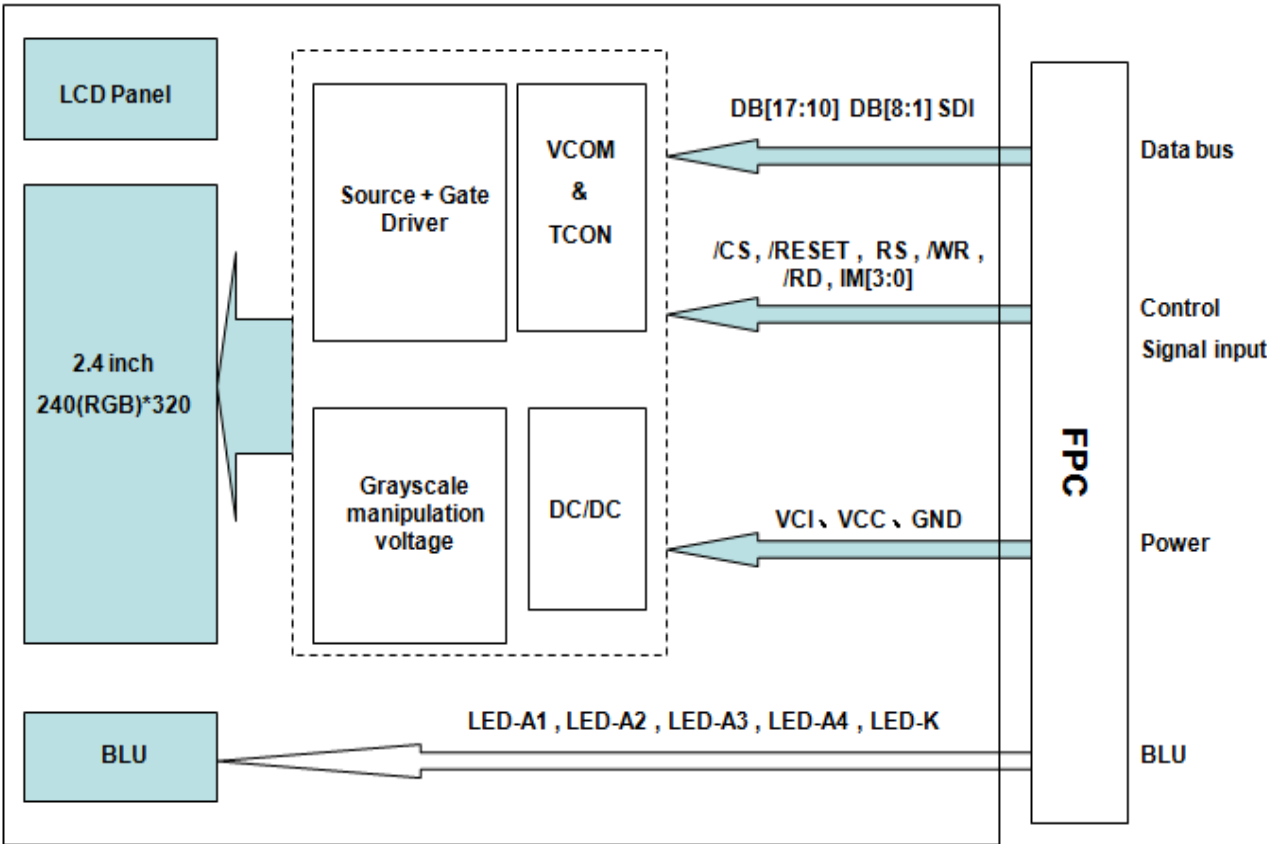 LCD Panel
2.4 inch
240(RGB)*320
BLU
Source + Gate
Driver
VCOM
&
TCON
Grayscale
manipulation
voltage
DC/DC
DB[17:10] DB[8:1] SDI
/CS , /RESET , RS , /WR ,
/RD , IM[3:0]
VCI、VCC、GND
LED-A1 , LED-A2 , LED-A3 , LED-A4 , LED-K
FPC
Data bus
Control
Signal input
Power
BLU